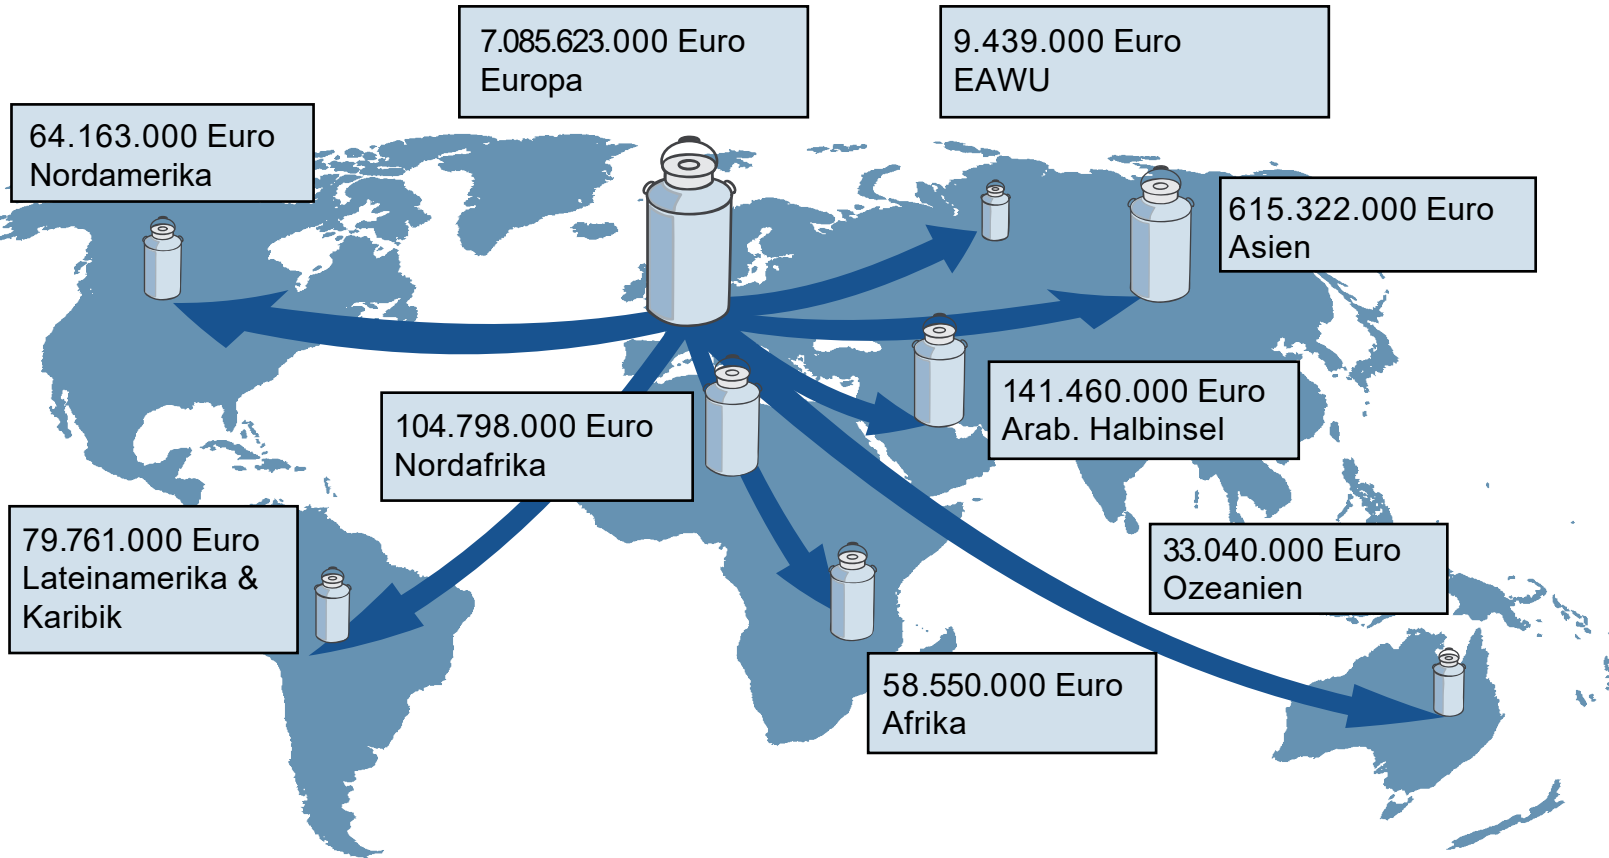 7.085.623.000 Euro
Europa
9.439.000 Euro
EAWU
64.163.000 Euro
Nordamerika
615.322.000 Euro
Asien
141.460.000 Euro
Arab. Halbinsel
104.798.000 Euro
Nordafrika
79.761.000 Euro
Lateinamerika &
Karibik
33.040.000 Euro
Ozeanien
58.550.000 Euro
Afrika